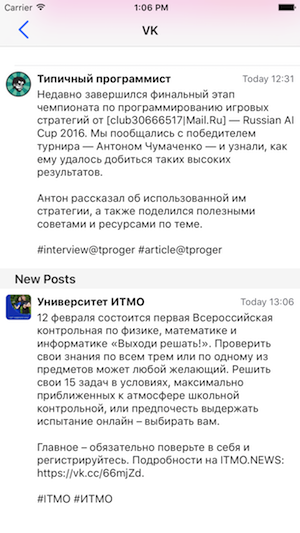 Carrier 1:06 PM
VK
Типичный программист Today 12:31
Недавно завершился финальный этап
чемпионата по программированию игровых
стратегий от [club30666517|Mail.Ru] — Russian AI
Cup 2016. Мы пообщались с победителем
турнира — Антоном Чумаченко — и узнали, как
ему удалось добиться таких высоких
результатов.
Антон рассказал об использованной им
стратегии, а также поделился полезными
советами и ресурсами по теме.
#interview@tproger #article@tproger
New Posts
Университет ИТМО Today 13:06
12 февраля состоится первая Всероссийская
контрольная по физике, математике и
информатике «Выходи решать!». Проверить
свои знания по всем трем или по одному из
предметов может любой желающий. Решить
свои 15 задач в условиях, максимально
приближенных к атмосфере школьной
контрольной, или предпочесть выдержать
испытание онлайн – выбирать вам.
Главное – обязательно поверьте в себя и
регистрируйтесь. Подробности на ITMO.NEWS:
https://vk.cc/66mjZd.
#ITMO #ИТМО